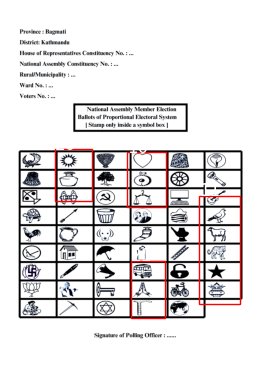 Province : Bagmati
District: Kathmandu
House of Representatives Constituency No. : ...
National Assembly Constituency No. : ...
Rural/Municipality : ...
Ward No. : ...
Voters No. : ...
National Assembly Member Election
Ballots of Proportional Electoral System
[ Stamp only inside a symbol box ]
Signature of Polling Officer : ......